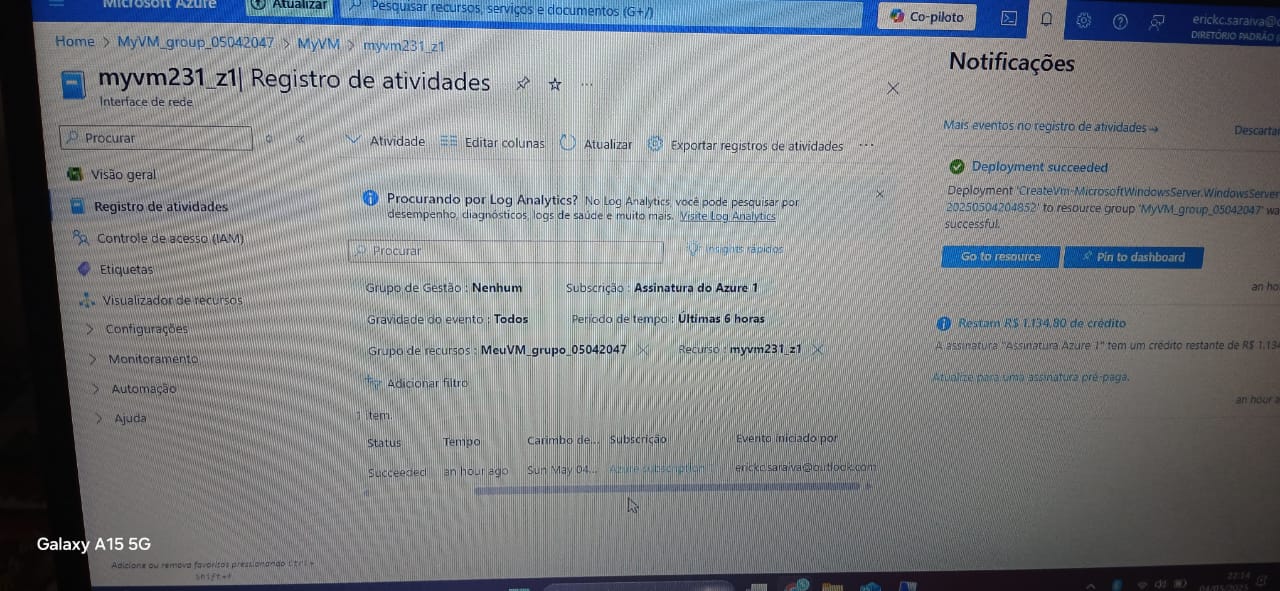 Microsoft Azure
Atualizar
Pesquisar recursos, serviços e documentos (G+/)
Co-piloto
erickc.saraiva@o
DIRETÓRIO PADRÃO (
Home > MyVM_group_05042047 > MyVM > myvm231_z1
myvm231_z1| Registro de atividades
Interface de rede
Procurar
Visão geral
Registro de atividades
Controle de acesso (IAM)
Etiquetas
Visualizador de recursos
Configurações
Monitoramento
Automação
Ajuda
Adicione ou remova favoritos pressionando Ctrl+
Shift+F
Atividade
Editar colunas
Atualizar
Exportar registros de atividades
Procurando por Log Analytics? No Log Analytics, você pode pesquisar por
desempenho, diagnósticos, logs de saúde e muito mais. Visite Log Analytics
Procurar
Insights rápidos
Grupo de Gestão : Nenhum
Subscrição : Assinatura do Azure 1
Gravidade do evento : Todos
Período de tempo : Últimas 6 horas
Grupo de recursos : MeuVM_grupo_05042047
Recurso : myvm231_z1
Adicionar filtro
1 item.
Status Tempo Carimbo de... Subscrição Evento iniciado por
Succeeded an hour ago Sun May 04... Azure subscription erickc.saraiva@outlook.com
Notificações
Mais eventos no registro de atividades →
Descarta
Deployment succeeded
Deployment 'CreateVm-MicrosoftWindowsServer.WindowsServer
20250504204852' to resource group 'MyVM_group_05042047' wa
successful.
Go to resource
Pin to dashboard
an ho
Restam R$ 1.134,80 de crédito
A assinatura "Assinatura Azure 1" tem um crédito restante de R$ 1.134
Atualize para uma assinatura pré-paga.
an hour a
Galaxy A15 5G
22:14
04/05/2025